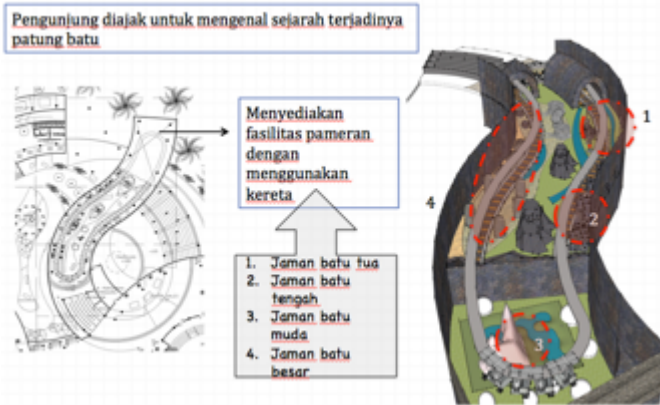 Pengunjung diajak untuk mengenal sejarah terjadinya
patung batu
Menyediakan
fasilitas pameran
dengan
menggunakan
kereta
1. Jaman batu tua
2. Jaman batu
tengah
3. Jaman batu
muda
4. Jaman batu
besar
1
2
4
3